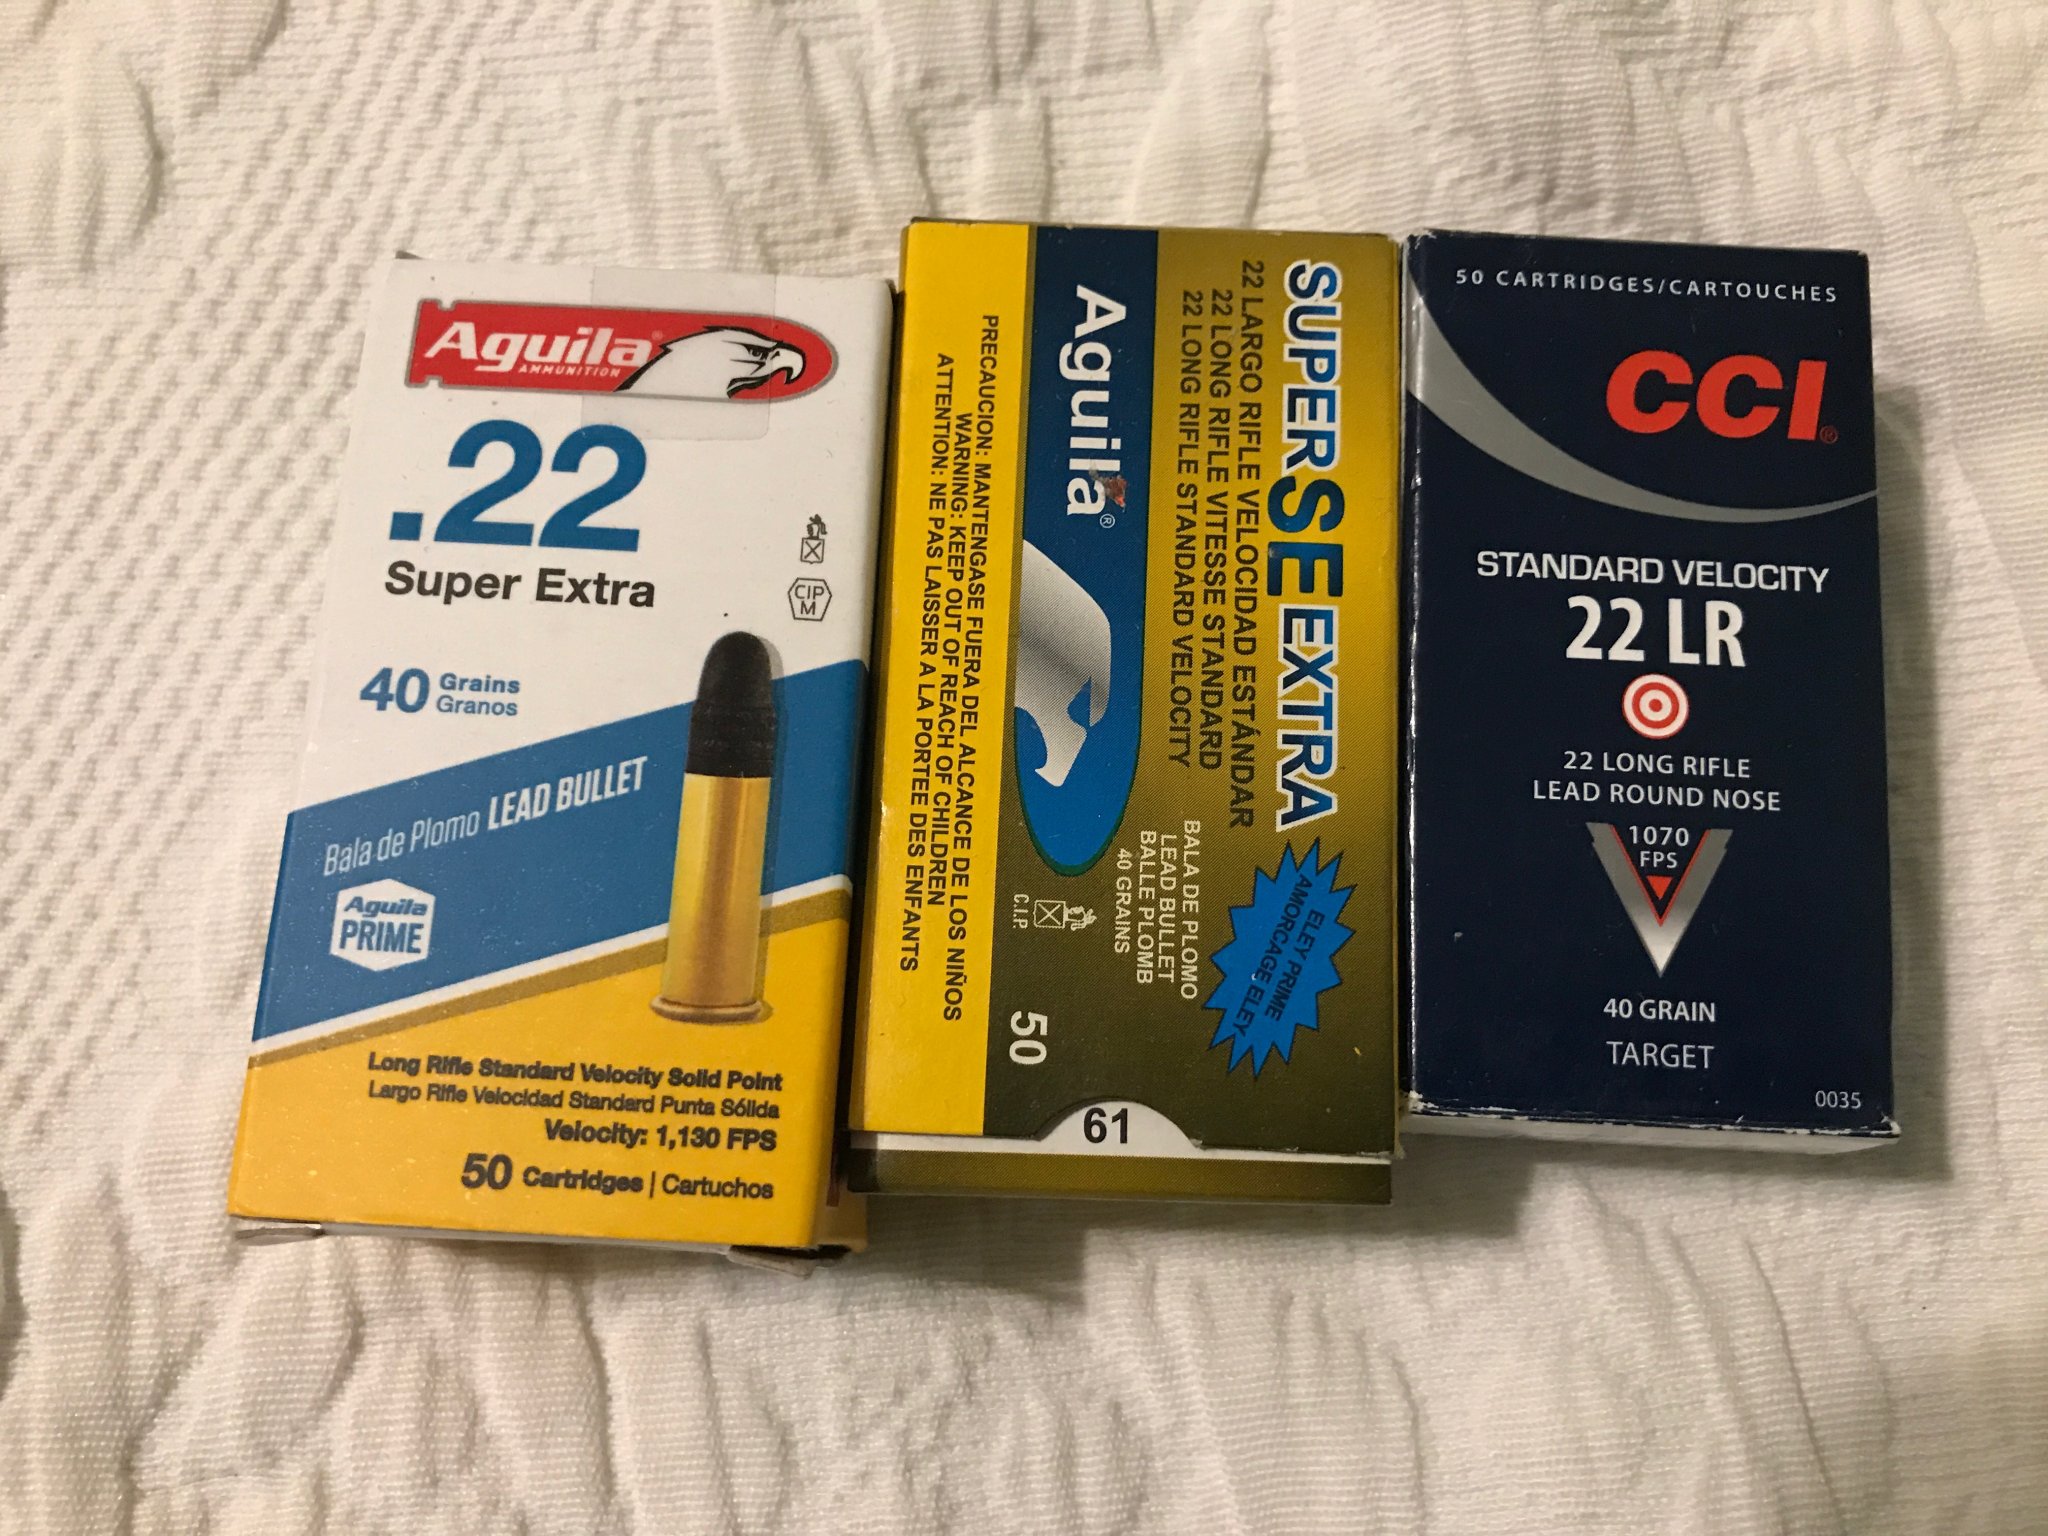 Aguila®
AMMUNITION
.22
Super Extra
CIP
M
40 Grains
Granos
Bala de Plomo LEAD BULLET
Aguila
PRIME
Long Rifle Standard Velocity Solid Point
Largo Rifle Velocidad Standard Punta Sólida
Velocity: 1,130 FPS
50 Cartridges | Cartuchos
SUPER SE EXTRA
22 LARGO RIFLE VELOCIDAD ESTÁNDAR
22 LONG RIFLE VITESSE STANDARD
22 LONG RIFLE STANDARD VELOCITY
Aguila®
BALA DE PLOMO
LEAD BULLET
BALLE PLOMB
40 GRAINS
ELEY PRIME
AMORCAGE ELEY
C.I.P.
50
PRECAUCION: MANTENGASE FUERA DEL ALCANCE DE LOS NIÑOS
WARNING: KEEP OUT OF REACH OF CHILDREN
ATTENTION: NE PAS LAISSER A LA PORTEE DES ENFANTS
61
50 CARTRIDGES/CARTOUCHES
CCI®
STANDARD VELOCITY
22 LR
22 LONG RIFLE
LEAD ROUND NOSE
1070
FPS
40 GRAIN
TARGET
0035